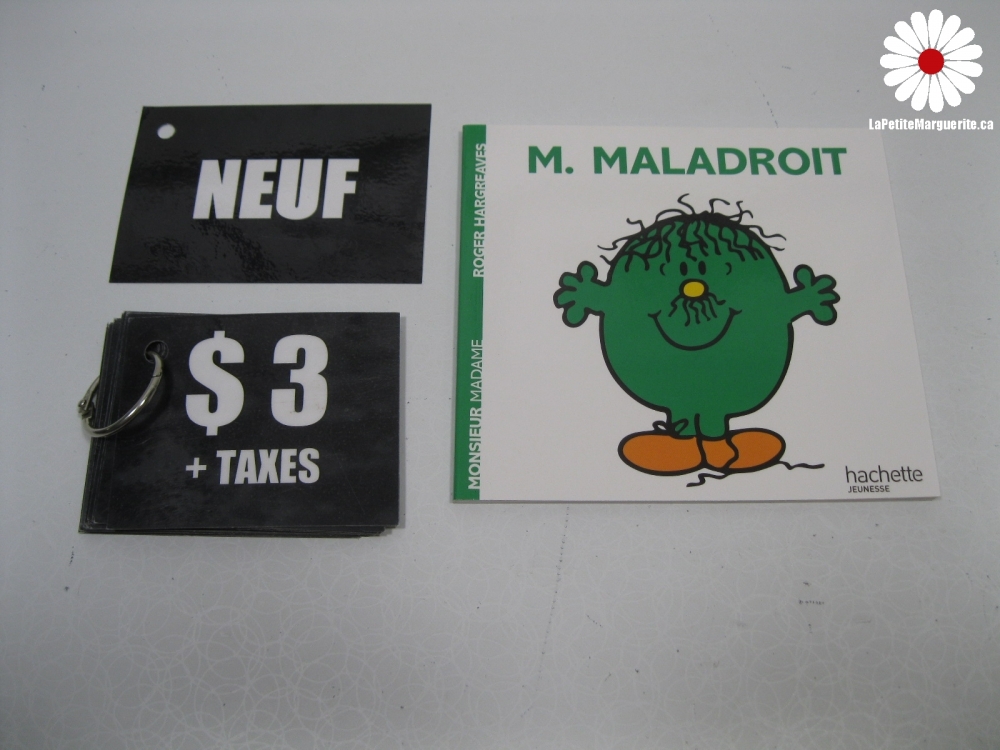 LaPetiteMarguerite.ca
NEUF
$ 3
+ TAXES
M. MALADROIT
MONSIEUR MADAME ROGER HARGREAVES
hachette
JEUNESSE